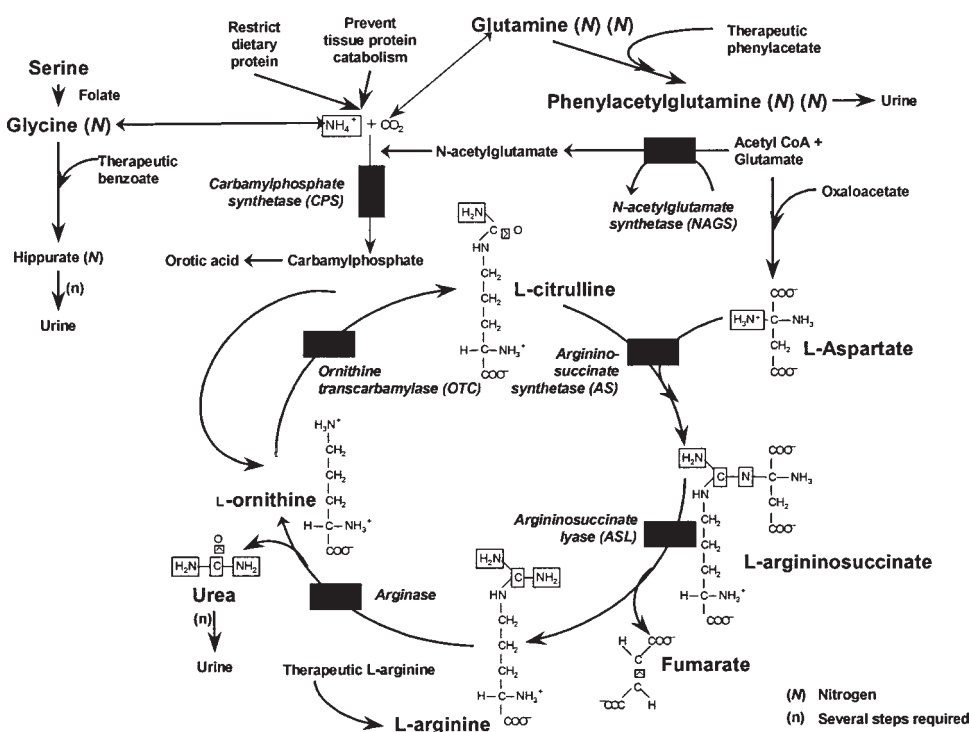 Restrict
dietary
protein
Prevent
tissue protein
catabolism
Glutamine (N) (N)
Therapeutic
phenylacetate
Serine
Folate
Glycine (N)
NH₄⁺ + CO₂
Phenylacetylglutamine (N) (N)
Urine
Therapeutic
benzoate
N-acetylglutamate
Acetyl CoA +
Glutamate
Carbamylphosphate
synthetase (CPS)
N-acetylglutamate
synthetase (NAGS)
Oxaloacetate
Hippurate (N)
(n)
Urine
Orotic acid
Carbamylphosphate
H₂N
C O
HN
CH₂
CH₂
CH₂
H–C–NH₃⁺
COO⁻
L-citrulline
COO⁻
H₃N⁺ C–NH₃
CH₂
COO⁻
L-Aspartate
Ornithine
transcarbamylase (OTC)
Arginino-
succinate
synthetase (AS)
H₃N⁺
CH₂
CH₂
CH₂
H–C–NH₃⁺
COO⁻
L-ornithine
H₂N
C–N–C–NH₃
COO⁻
CH₂
COO⁻
HN
CH₂
CH₂
CH₂
H–C–NH₃⁺
COO⁻
L-argininosuccinate
Argininosuccinate
lyase (ASL)
O
H₂N–C–NH₂
Urea
(n)
Urine
Arginase
H₂N
C–NH₂
HN
CH₂
CH₂
CH₂
H–C–NH₃⁺
COO⁻
Therapeutic L-arginine
L-arginine
H COO⁻
C
C
⁻OOC H
Fumarate
(N) Nitrogen
(n) Several steps required